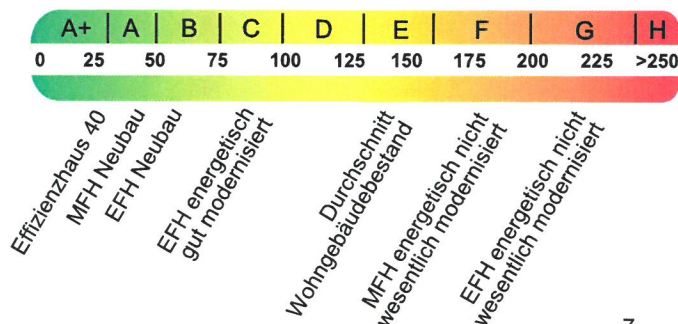 A+ A B C D E F G H
0 25 50 75 100 125 150 175 200 225 >250
Effizienzhaus 40
MFH Neubau
EFH Neubau
EFH energetisch
gut modernisiert
Durchschnitt
Wohngebäudebestand
MFH energetisch nicht
wesentlich modernisiert
EFH energetisch nicht
wesentlich modernisiert